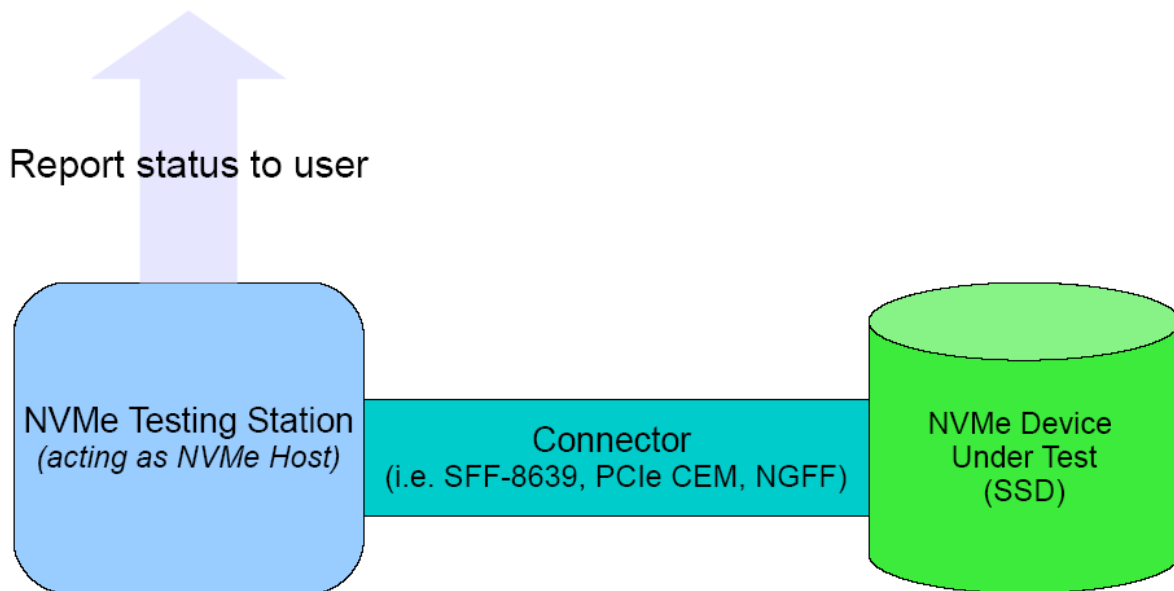 Report status to user
NVMe Testing Station
(acting as NVMe Host)
Connector
(i.e. SFF-8639, PCIe CEM, NGFF)
NVMe Device
Under Test
(SSD)